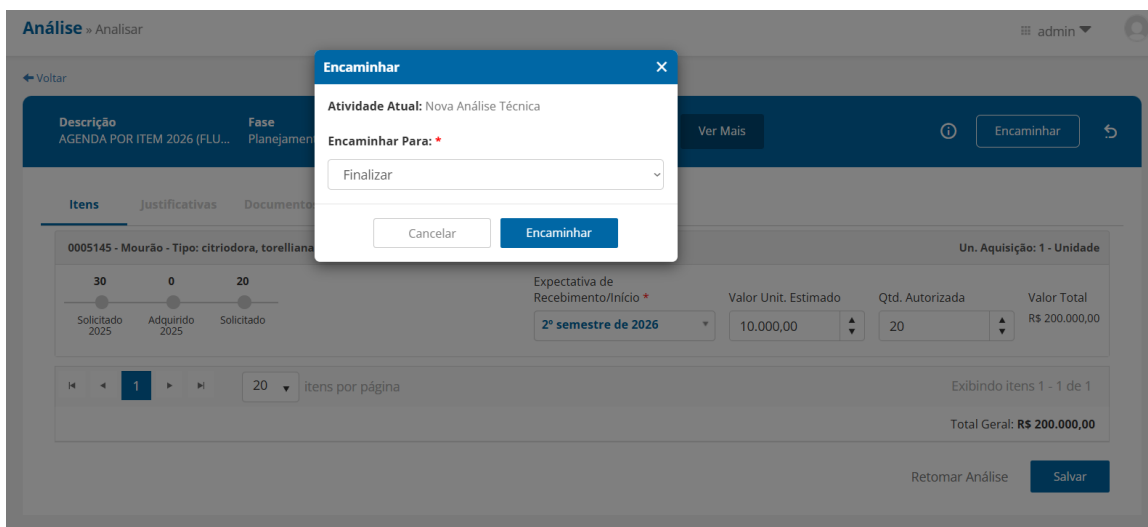 Análise » Analisar
admin
Encaminhar
Voltar
Atividade Atual: Nova Análise Técnica
Descrição
AGENDA POR ITEM 2026 (FLU...
Fase
Planejamen
Encaminhar Para: *
Finalizar
Ver Mais
Encaminhar
Cancelar
Encaminhar
Itens
Justificativas
Documento
0005145 - Mourão - Tipo: citriodora, torelliana
Un. Aquisição: 1 - Unidade
30
0
20
Solicitado
2025
Adquirido
2025
Solicitado
Expectativa de
Recebimento/Início *
2º semestre de 2026
Valor Unit. Estimado
10.000,00
Qtd. Autorizada
20
Valor Total
R$ 200.000,00
1
20
itens por página
Exibindo itens 1 - 1 de 1
Total Geral: R$ 200.000,00
Retomar Análise
Salvar